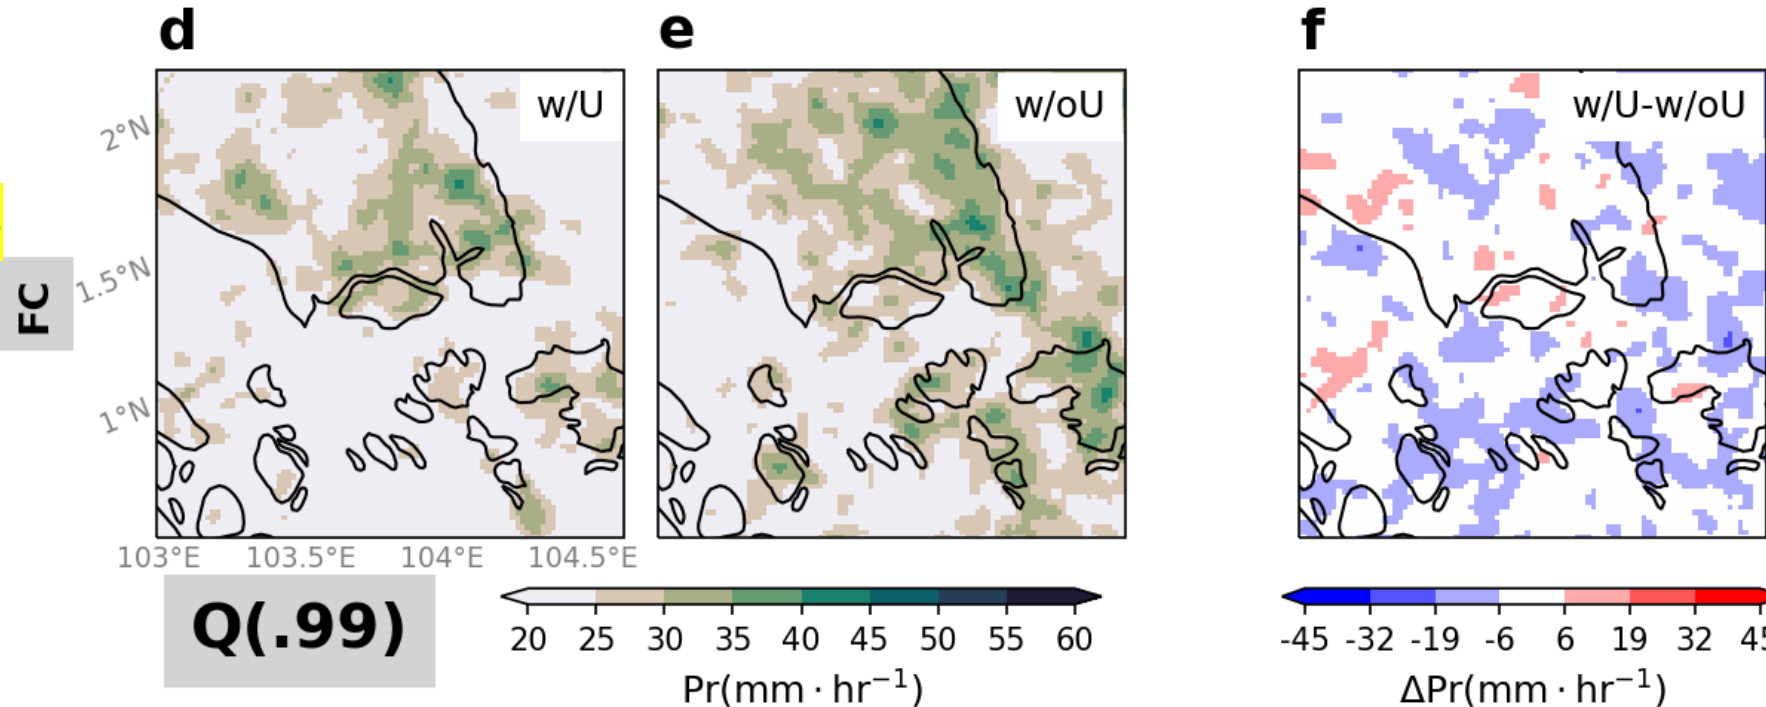 d
e
f
w/U
w/oU
w/U-w/oU
2°N
1.5°N
1°N
FC
103°E 103.5°E 104°E 104.5°E
Q(.99)
20 25 30 35 40 45 50 55 60
Pr(mm · hr⁻¹)
-45 -32 -19 -6 6 19 32 45
ΔPr(mm · hr⁻¹)